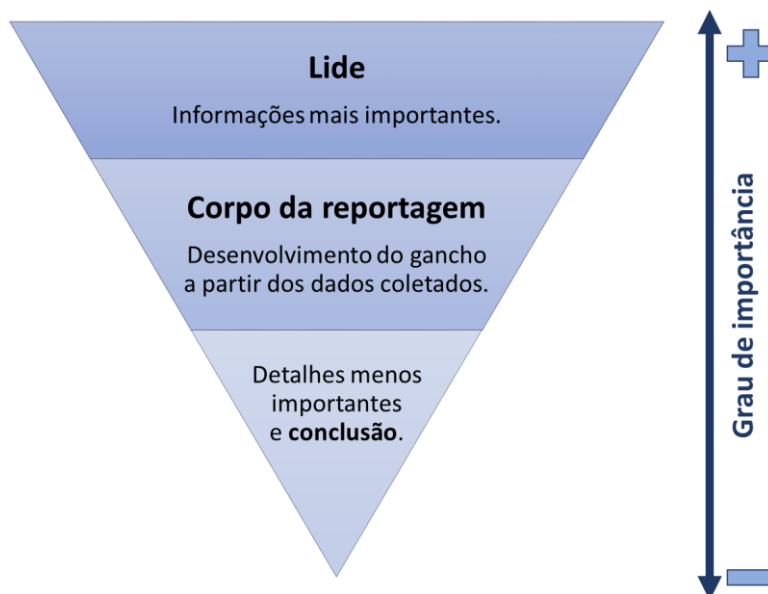 Lide
Informações mais importantes.
Corpo da reportagem
Desenvolvimento do gancho
a partir dos dados coletados.
Detalhes menos
importantes
e conclusão.
Grau de importância